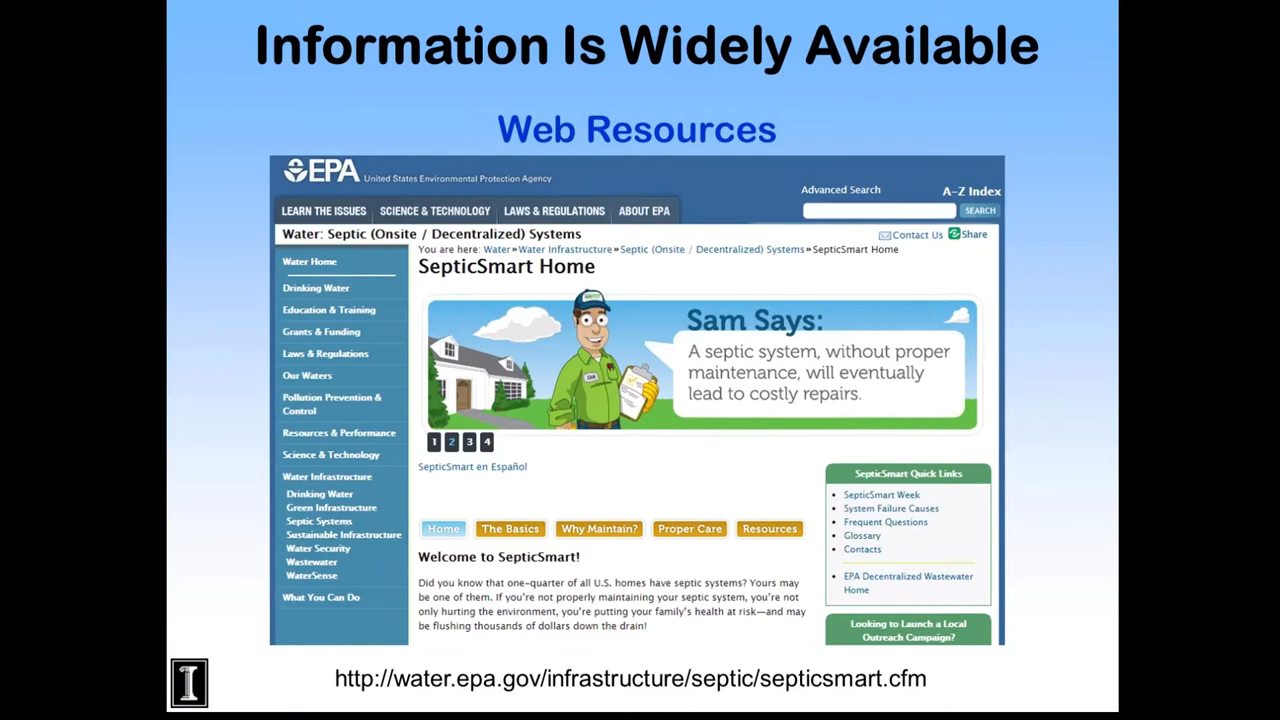 Information Is Widely Available
Web Resources
EPA United States Environmental Protection Agency
Advanced Search
A-Z Index
LEARN THE ISSUES SCIENCE & TECHNOLOGY LAWS & REGULATIONS ABOUT EPA
SEARCH
Water: Septic (Onsite / Decentralized) Systems
Contact Us Share
You are here: Water » Water Infrastructure » Septic (Onsite / Decentralized) Systems » SepticSmart Home
SepticSmart Home
Water Home
Drinking Water
Education & Training
Grants & Funding
Laws & Regulations
Our Waters
Pollution Prevention &
Control
Resources & Performance
Science & Technology
Water Infrastructure
Drinking Water
Green Infrastructure
Septic Systems
Sustainable Infrastructure
Water Security
Wastewater
WaterSense
What You Can Do
Sam Says:
A septic system, without proper
maintenance, will eventually
lead to costly repairs.
SAM
1 2 3 4
SepticSmart en Español
Home The Basics Why Maintain? Proper Care Resources
Welcome to SepticSmart!
Did you know that one-quarter of all U.S. homes have septic systems? Yours may
be one of them. If you're not properly maintaining your septic system, you're not
only hurting the environment, you're putting your family's health at risk—and may
be flushing thousands of dollars down the drain!
SepticSmart Quick Links
• SepticSmart Week
• System Failure Causes
• Frequent Questions
• Glossary
• Contacts
• EPA Decentralized Wastewater
Home
Looking to Launch a Local
Outreach Campaign?
I
http://water.epa.gov/infrastructure/septic/septicsmart.cfm